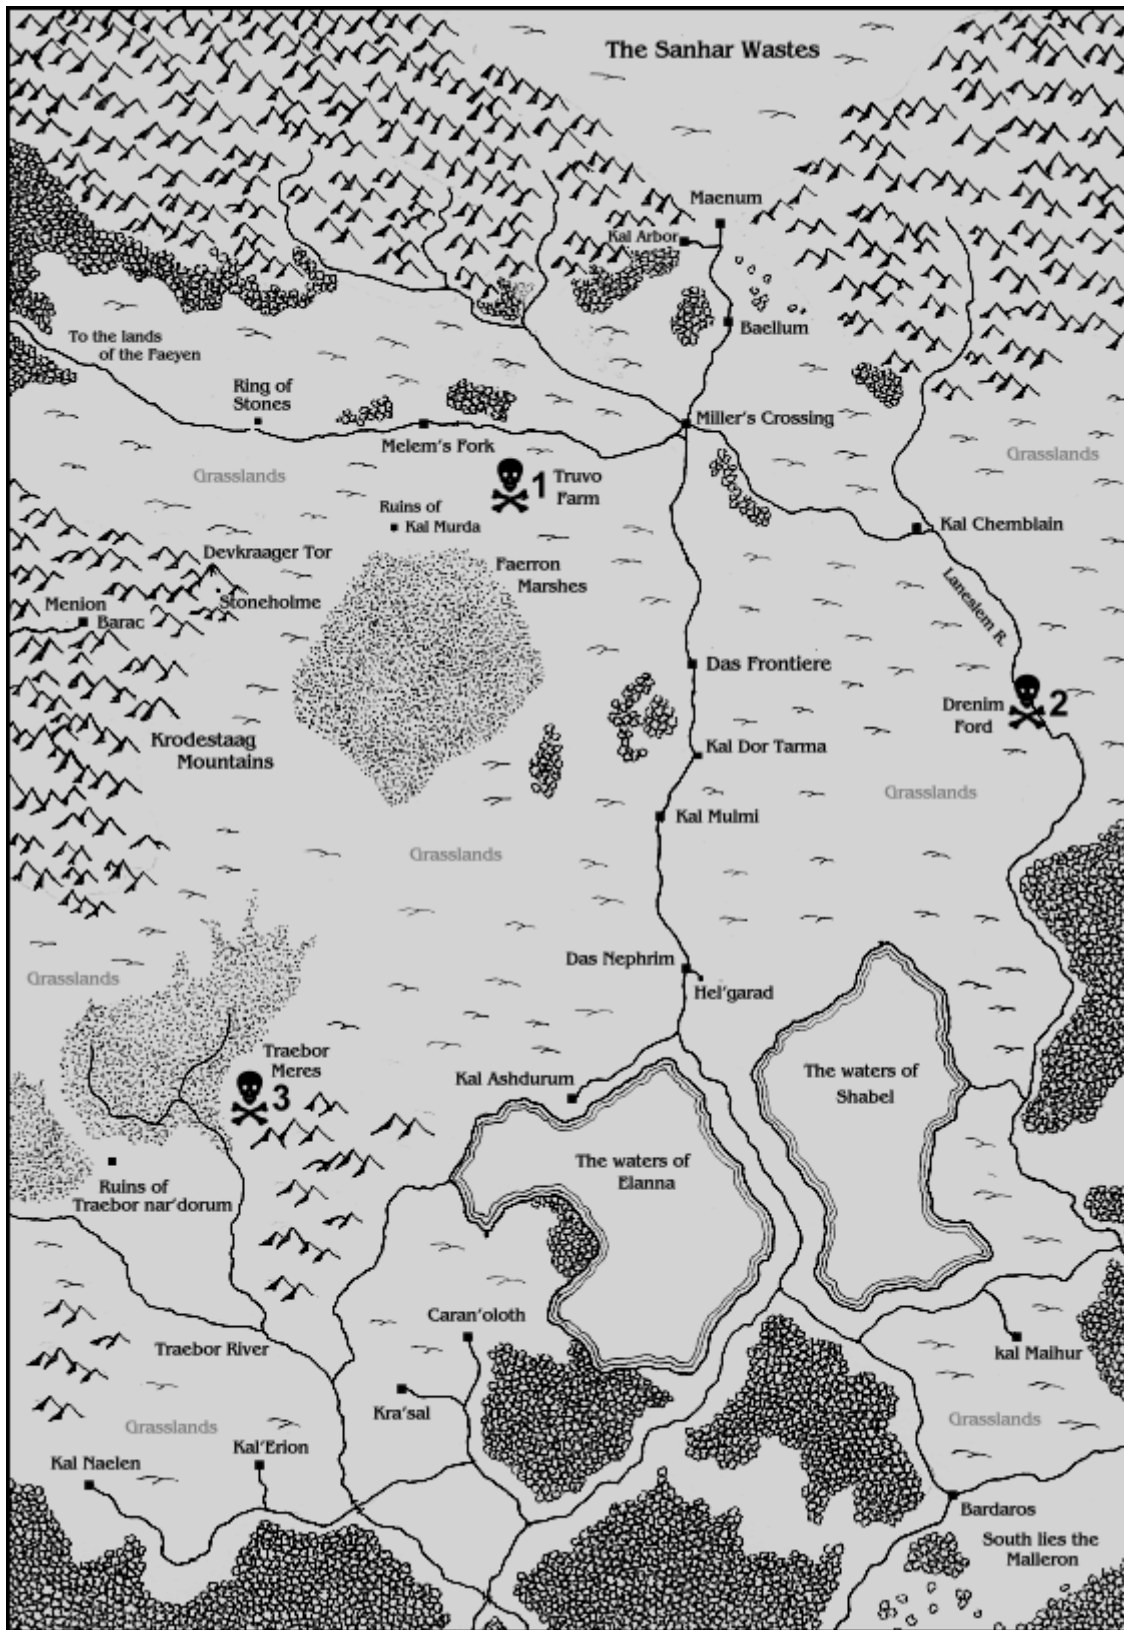 The Sanhar Wastes
Maenum
Kal Arbor
Baellum
To the lands
of the Faeyen
Ring of
Stones
Miller's Crossing
Melem's Fork
Grasslands
Grasslands
1 Truvo
Farm
Ruins of
Kal Murda
Kal Chemblain
Devkraager Tor
Faerron
Marshes
Stoneholme
Menion
Barac
Lanesiem R.
Das Frontiere
Drenim
Ford
2
Krodestaag
Mountains
Kal Dor Tarma
Grasslands
Kal Mulmi
Grasslands
Das Nephrim
Grasslands
Hel'garad
Traebor
Meres
3
Kal Ashdurum
The waters of
Shabel
The waters of
Elanna
Ruins of
Traebor nar'dorum
Caran'oloth
Traebor River
kal Maihur
Kra'sal
Grasslands
Grasslands
Kal'Erion
Kal Naelen
Bardaros
South lies the
Malleron